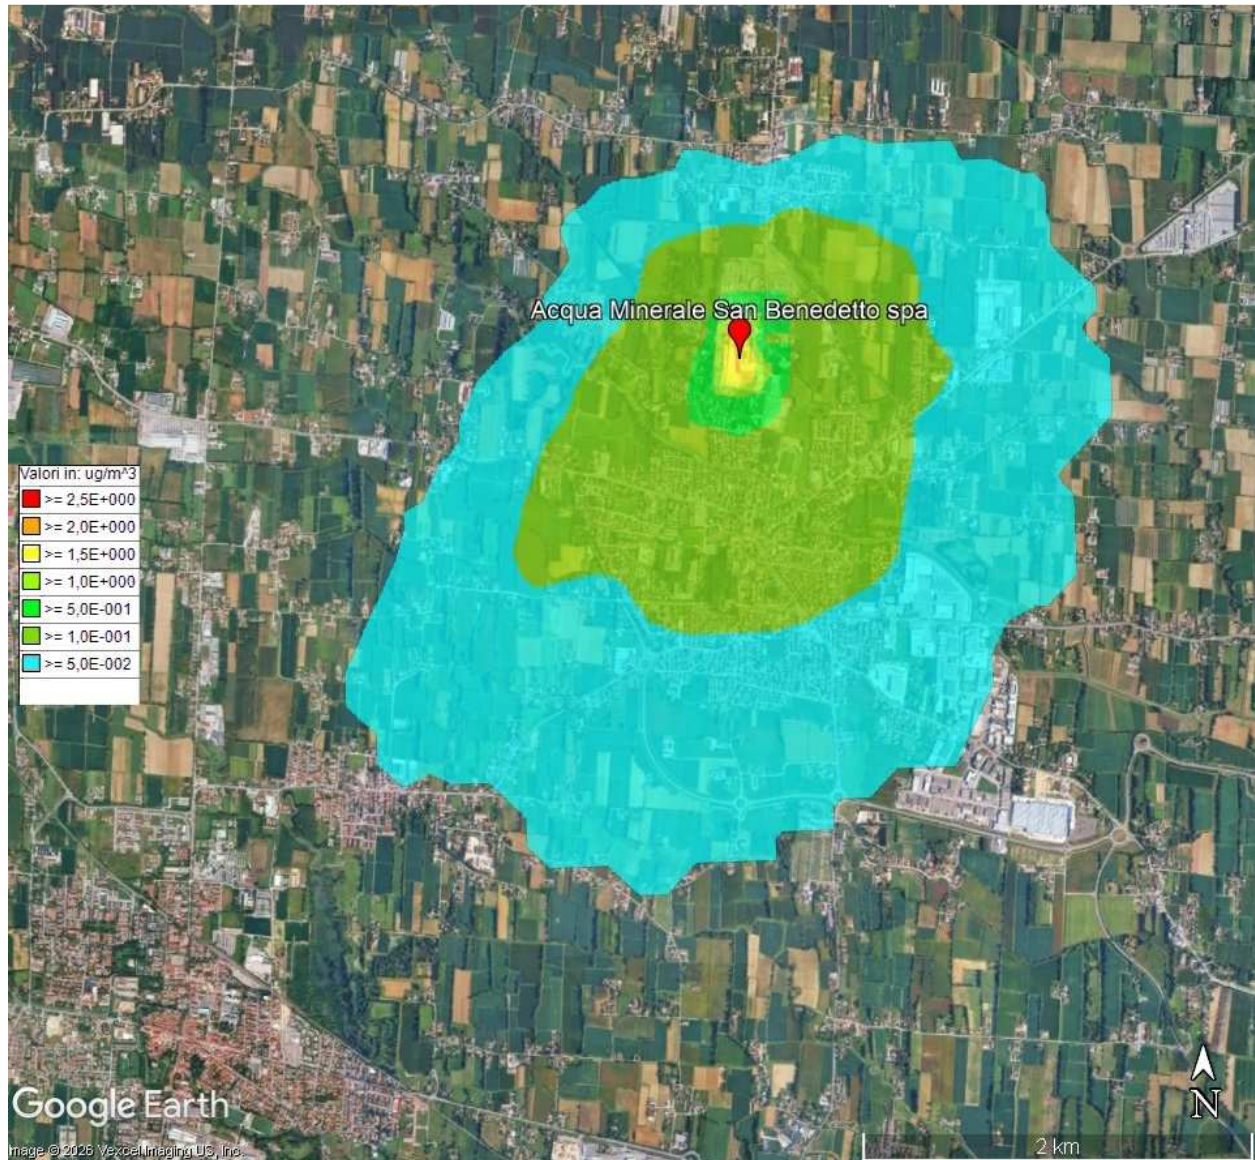 Acqua Minerale San Benedetto spa
Valori in: ug/m^3
>= 2,5E+000
>= 2,0E+000
>= 1,5E+000
>= 1,0E+000
>= 5,0E-001
>= 1,0E-001
>= 5,0E-002
N
Google Earth
2 km
mage © 2026 Vexcel Imaging US, Inc.